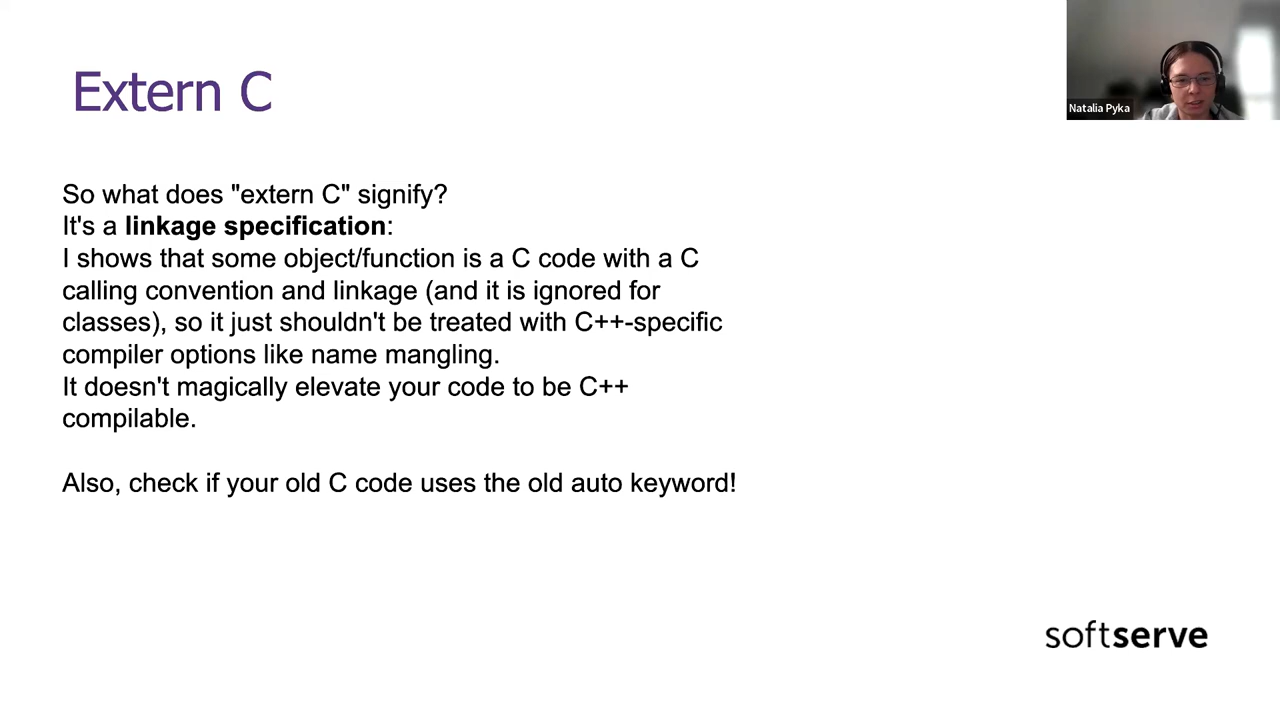 Extern C
Natalia Pyka
So what does "extern C" signify?
It's a linkage specification:
I shows that some object/function is a C code with a C
calling convention and linkage (and it is ignored for
classes), so it just shouldn't be treated with C++-specific
compiler options like name mangling.
It doesn't magically elevate your code to be C++
compilable.
Also, check if your old C code uses the old auto keyword!
softserve